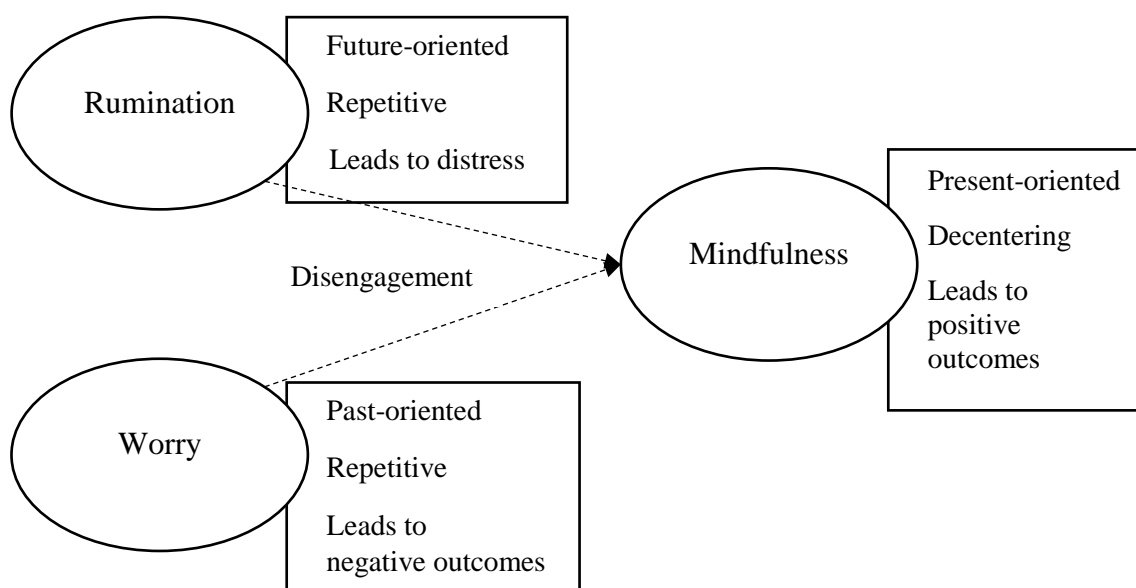 Rumination
Future-oriented
Repetitive
Leads to distress
Disengagement
Mindfulness
Present-oriented
Decentering
Leads to
positive
outcomes
Worry
Past-oriented
Repetitive
Leads to
negative outcomes